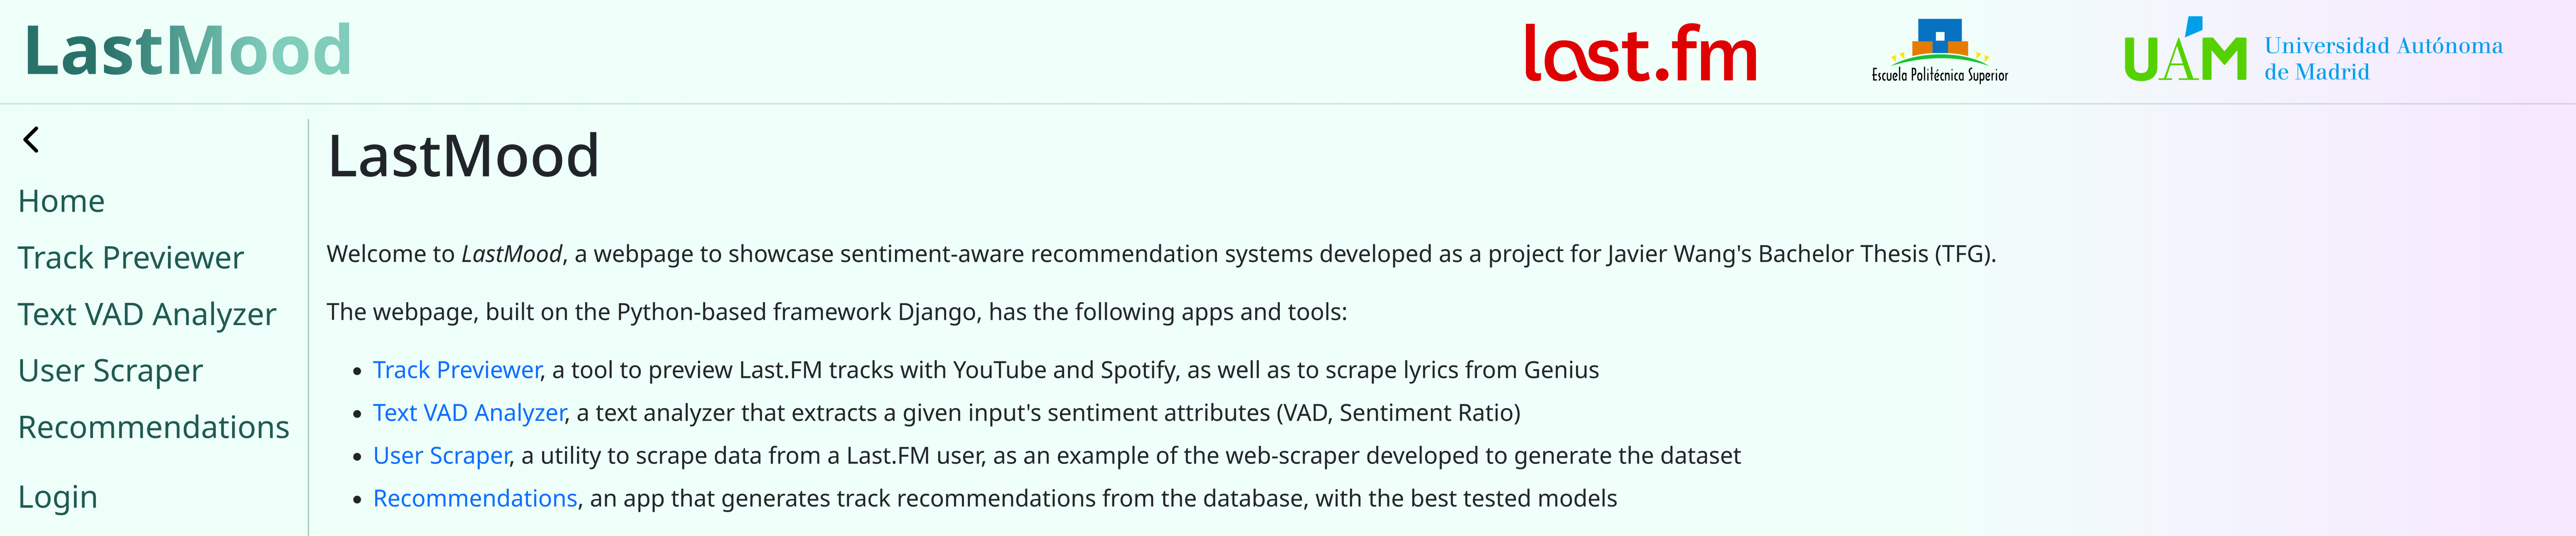 LastMood
last.fm
Escuela Politécnica Superior
UAM Universidad Autónoma
de Madrid
Home
Track Previewer
Text VAD Analyzer
User Scraper
Recommendations
Login
LastMood
Welcome to LastMood, a webpage to showcase sentiment-aware recommendation systems developed as a project for Javier Wang's Bachelor Thesis (TFG).
The webpage, built on the Python-based framework Django, has the following apps and tools:
• Track Previewer, a tool to preview Last.FM tracks with YouTube and Spotify, as well as to scrape lyrics from Genius
• Text VAD Analyzer, a text analyzer that extracts a given input's sentiment attributes (VAD, Sentiment Ratio)
• User Scraper, a utility to scrape data from a Last.FM user, as an example of the web-scraper developed to generate the dataset
• Recommendations, an app that generates track recommendations from the database, with the best tested models